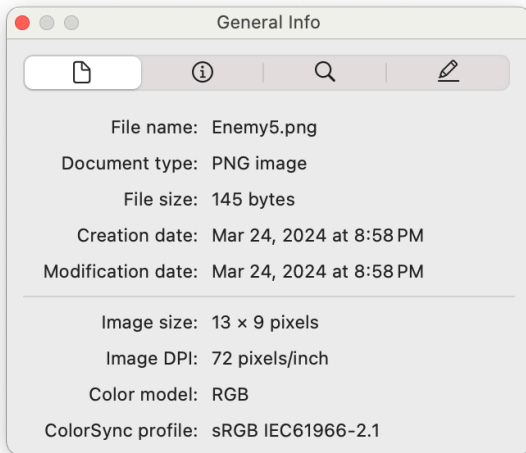 General Info
File name: Enemy5.png
Document type: PNG image
File size: 145 bytes
Creation date: Mar 24, 2024 at 8:58 PM
Modification date: Mar 24, 2024 at 8:58 PM
Image size: 13 × 9 pixels
Image DPI: 72 pixels/inch
Color model: RGB
ColorSync profile: sRGB IEC61966-2.1